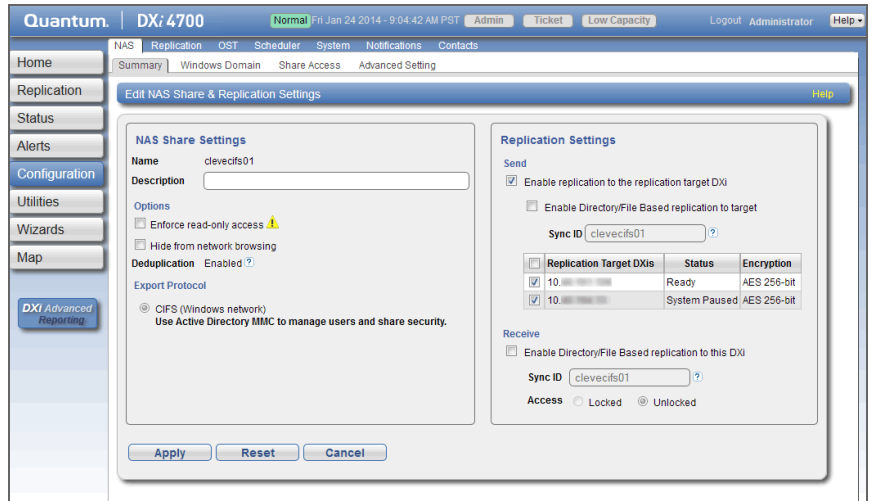 Quantum. DXi 4700 Normal Fri Jan 24 2014 - 9:04:42 AM PST Admin Ticket Low Capacity Logout Administrator Help
NAS Replication OST Scheduler System Notifications Contacts
Summary Windows Domain Share Access Advanced Setting
Home
Replication
Status
Alerts
Configuration
Utilities
Wizards
Map
DXI Advanced
Reporting
Edit NAS Share & Replication Settings Help
NAS Share Settings
Name clevecifs01
Description
Options
Enforce read-only access
Hide from network browsing
Deduplication Enabled ?
Export Protocol
CIFS (Windows network)
Use Active Directory MMC to manage users and share security.
Replication Settings
Send
Enable replication to the replication target DXi
Enable Directory/File Based replication to target
Sync ID clevecifs01 ?
Replication Target DXis Status Encryption
10. Ready AES 256-bit
10. System Paused AES 256-bit
Receive
Enable Directory/File Based replication to this DXi
Sync ID clevecifs01 ?
Access Locked Unlocked
Apply Reset Cancel